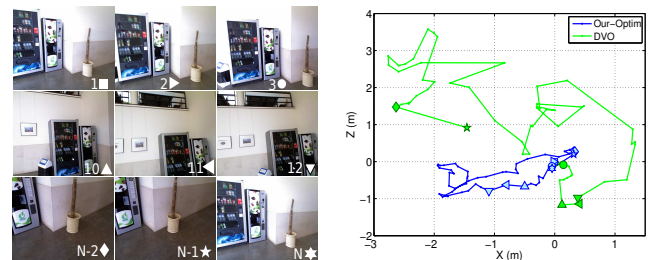 1■
2▶
3●
10▲
11◀
12▼
N-2♦
N-1★
N✶
Our-Optim
DVO
Z (m)
4
3
2
1
0
−1
−2
−3
−2
−1
0
1
X (m)